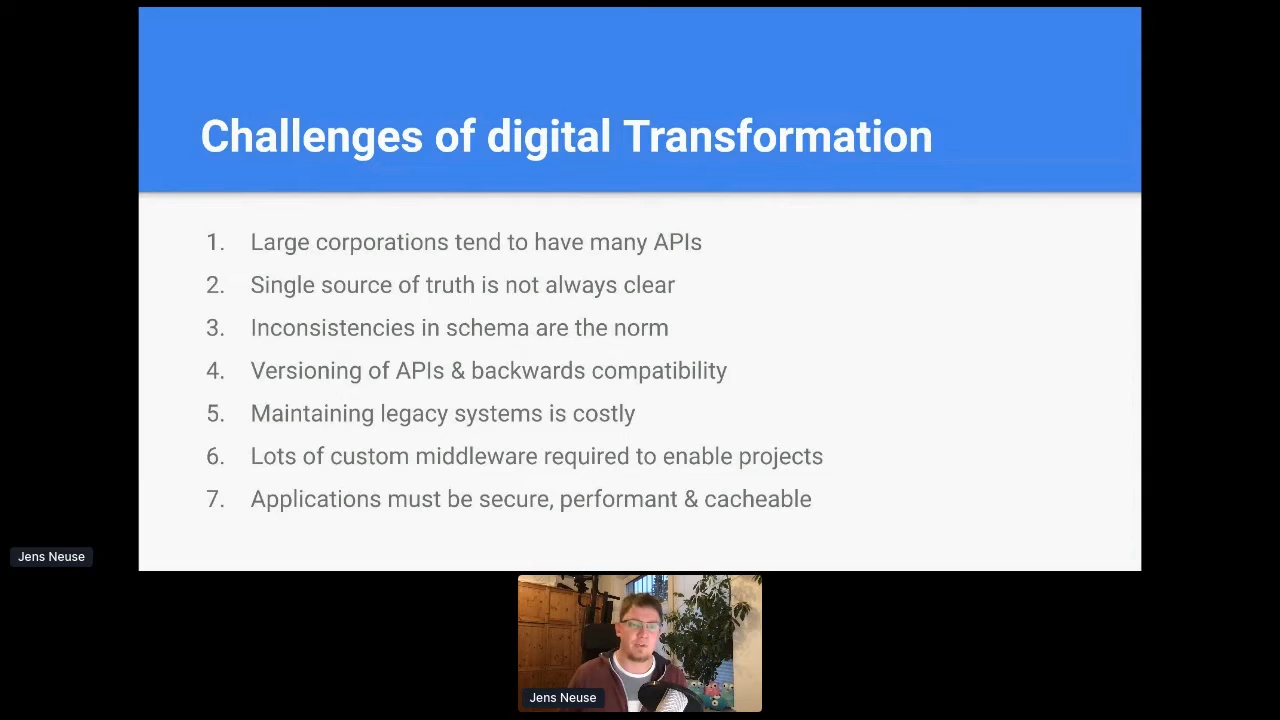 Challenges of digital Transformation
1. Large corporations tend to have many APIs
2. Single source of truth is not always clear
3. Inconsistencies in schema are the norm
4. Versioning of APIs & backwards compatibility
5. Maintaining legacy systems is costly
6. Lots of custom middleware required to enable projects
7. Applications must be secure, performant & cacheable
Jens Neuse
Jens Neuse